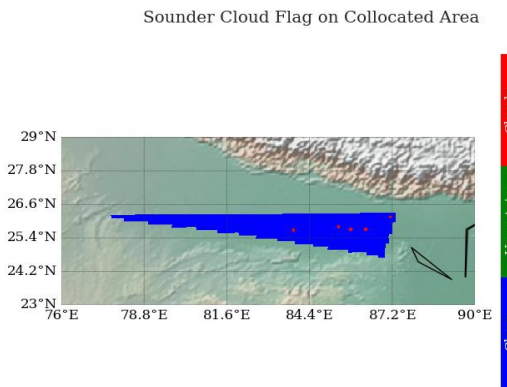 Sounder Cloud Flag on Collocated Area
29°N
27.8°N
26.6°N
25.4°N
24.2°N
23°N
76°E 78.8°E 81.6°E 84.4°E 87.2°E 90°E